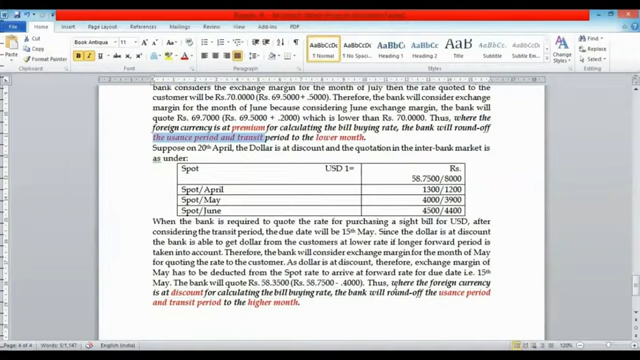 File Home Insert Page Layout References Mailings Review View Add-Ins PDF
Cut
Copy
Format Painter
Book Antiqua 11
AaBbCcDc AaBbCcDc AaBbC AaBbCc AaB AaBbCc. AaBbCcDc
¶ Normal Heading 1 Heading 2 Title Subtitle
Change Styles
Find
Replace
Select
Clipboard Font Paragraph Styles Editing
bank considers the exchange margin for the month of July then the rate quoted to the
customer will be Rs.70.0000 (Rs. 69.5000 + .5000). Therefore, the bank will consider exchange
margin for the month of June because considering June exchange margin, the bank will
quote Rs. 69.7000 (Rs. 69.5000 + .2000) which is lower than Rs. 70.0000. Thus, where the
foreign currency is at premium for calculating the bill buying rate, the bank will round-off
the usance period and transit period to the lower month.
Suppose on 20th April, the Dollar is at discount and the quotation in the inter-bank market is
as under:
Spot USD 1= Rs.
58.7500/8000
Spot/April 1300/1200
Spot/May 4000/3900
Spot/June 4500/4400
When the bank is required to quote the rate for purchasing a sight bill for USD, after
considering the transit period, the due date will be 15th May. Since the dollar is at discount
the bank is able to get dollar from the customers at lower rate if longer forward period is
taken into account. Therefore, the bank will consider exchange margin for the month of May
for quoting the rate to the customer. As dollar is at discount, therefore, exchange margin of
May has to be deducted from the Spot rate to arrive at forward rate for due date i.e. 15th
May. The bank will quote Rs. 58.3500 (Rs. 58.7500 - .4000). Thus, where the foreign currency
is at discount for calculating the bill buying rate, the bank will round-off the usance period
and transit period to the higher month.
Page: 4 of 4 Words: 5/1,147 English (India) 120%